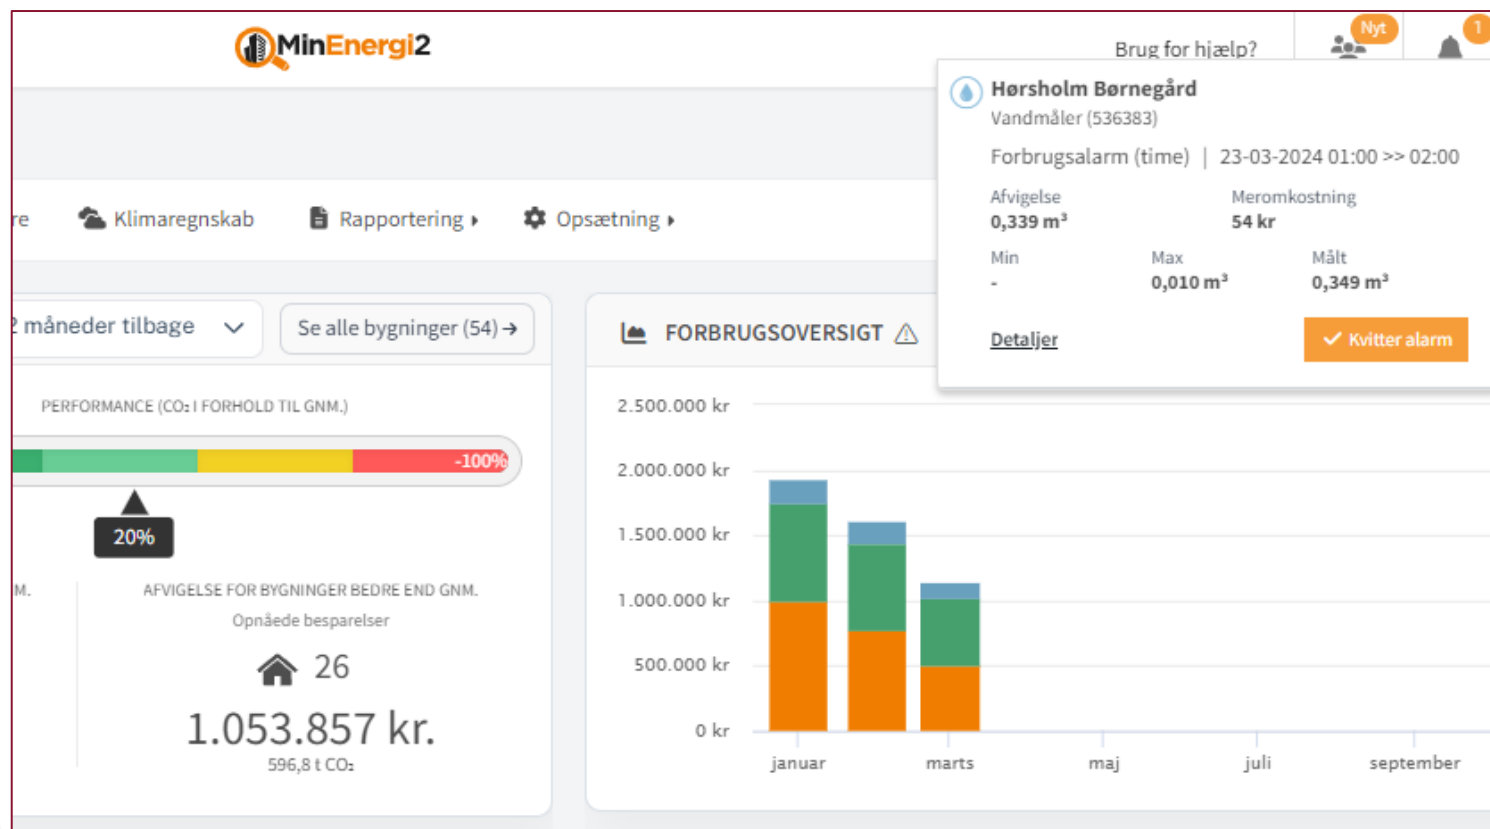 MinEnergi2
Brug for hjælp?
Nyt
1
Hørsholm Børnegård
Vandmåler (536383)
Forbrugsalarm (time) | 23-03-2024 01:00 >> 02:00
Afvigelse Meromkostning
0,339 m³ 54 kr
Min Max Målt
- 0,010 m³ 0,349 m³
Detaljer
Kvitter alarm
re Klimaregnskab Rapportering Opsætning
2 måneder tilbage
Se alle bygninger (54)
PERFORMANCE (CO₂ I FORHOLD TIL GNM.)
-100%
20%
M.
AFVIGELSE FOR BYGNINGER BEDRE END GNM.
Opnåede besparelser
26
1.053.857 kr.
596,8 t CO₂
FORBRUGSOVERSIGT
2.500.000 kr
2.000.000 kr
1.500.000 kr
1.000.000 kr
500.000 kr
0 kr
januar marts maj juli september